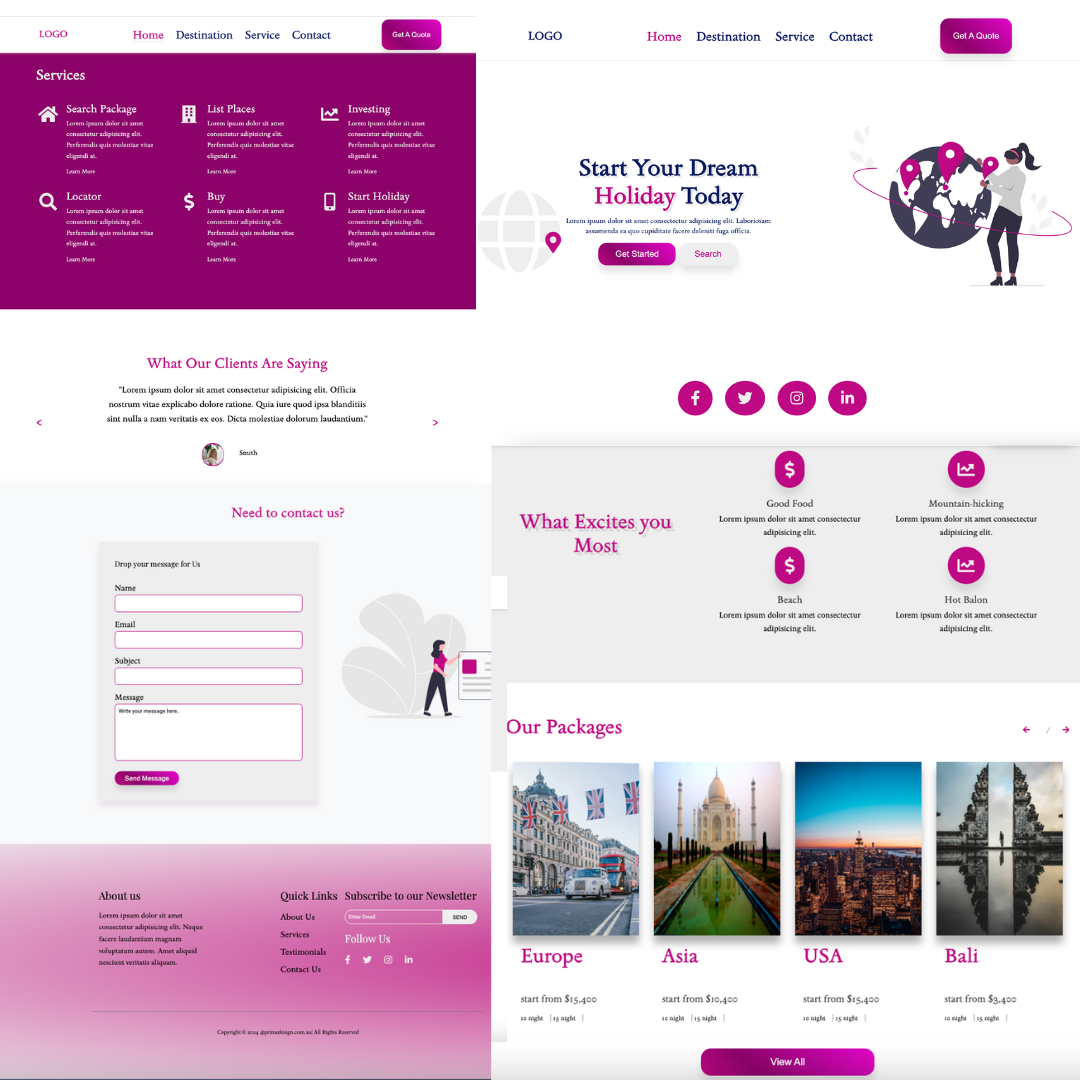 LOGO
Home Destination Service Contact
Get A Quote
Services
Search Package
Lorem ipsum dolor sit amet
consectetur adipisicing elit.
Perferendis quis molestiae vitae
eligendi at.
Learn More
List Places
Lorem ipsum dolor sit amet
consectetur adipisicing elit.
Perferendis quis molestiae vitae
eligendi at.
Learn More
Investing
Lorem ipsum dolor sit amet
consectetur adipisicing elit.
Perferendis quis molestiae vitae
eligendi at.
Learn More
Locator
Lorem ipsum dolor sit amet
consectetur adipisicing elit.
Perferendis quis molestiae vitae
eligendi at.
Learn More
Buy
Lorem ipsum dolor sit amet
consectetur adipisicing elit.
Perferendis quis molestiae vitae
eligendi at.
Learn More
Start Holiday
Lorem ipsum dolor sit amet
consectetur adipisicing elit.
Perferendis quis molestiae vitae
eligendi at.
Learn More
What Our Clients Are Saying
"Lorem ipsum dolor sit amet consectetur adipisicing elit. Officia
nostrum vitae explicabo dolore ratione. Quia iure quod ipsa blanditiis
sint nulla a nam veritatis ex eos. Dicta molestiae dolorum laudantium."
< >
Smith
Need to contact us?
Drop your message for Us
Name
Email
Subject
Message
Write your message here..
Send Message
About us
Lorem ipsum dolor sit amet
consectetur adipisicing elit. Neque
facere laudantium magnam
voluptatum autem. Amet aliquid
nesciunt veritatis aliquam.
Quick Links
About Us
Services
Testimonials
Contact Us
Subscribe to our Newsletter
Enter Email
SEND
Follow Us
Copyright © 2024 @primedesign.com.au/ All Rights Reserved
LOGO
Home Destination Service Contact
Get A Quote
Start Your Dream
Holiday Today
Lorem ipsum dolor sit amet consectetur adipisicing elit. Laboriosam
assumenda ea quo cupiditate facere deleniti fuga officia.
Get Started
Search
What Excites you
Most
Good Food
Lorem ipsum dolor sit amet consectetur
adipisicing elit.
Mountain-hicking
Lorem ipsum dolor sit amet consectetur
adipisicing elit.
Beach
Lorem ipsum dolor sit amet consectetur
adipisicing elit.
Hot Balon
Lorem ipsum dolor sit amet consectetur
adipisicing elit.
Our Packages
← / →
Europe
start from $15,400
10 night | 15 night |
Asia
start from $10,400
10 night | 15 night |
USA
start from $15,400
10 night | 15 night |
Bali
start from $3,400
10 night | 15 night |
View All